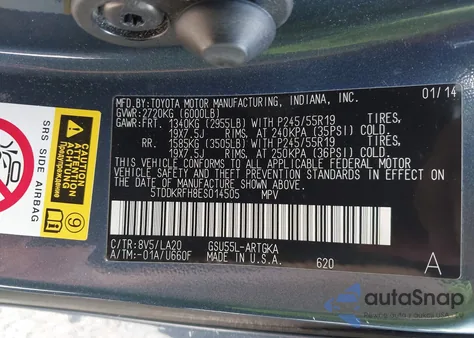 MFD. BY: TOYOTA MOTOR MANUFACTURING, INDIANA, INC. 01/14
GVWR: 2720KG (6000LB)
GAWR: FRT. 1340KG (2955LB) WITH P245/55R19 TIRES,
19X7.5J RIMS, AT 240KPA (35PSI) COLD.
RR. 1585KG (3505LB) WITH P245/55R19 TIRES,
19X7.5J RIMS, AT 250KPA (36PSI) COLD.
THIS VEHICLE CONFORMS TO ALL APPLICABLE FEDERAL MOTOR
VEHICLE SAFETY AND THEFT PREVENTION STANDARDS IN EFFECT ON
THE DATE OF MANUFACTURE SHOWN ABOVE.
5TDDKRFH8ES014505 MPV
C/TR: 8V5/LA20 GSU55L-ARTGKA
A/TM: -01A/U660F MADE IN U.S.A. 620 A
SRS SIDE AIRBAG
Предупреждение
9
autoSnap